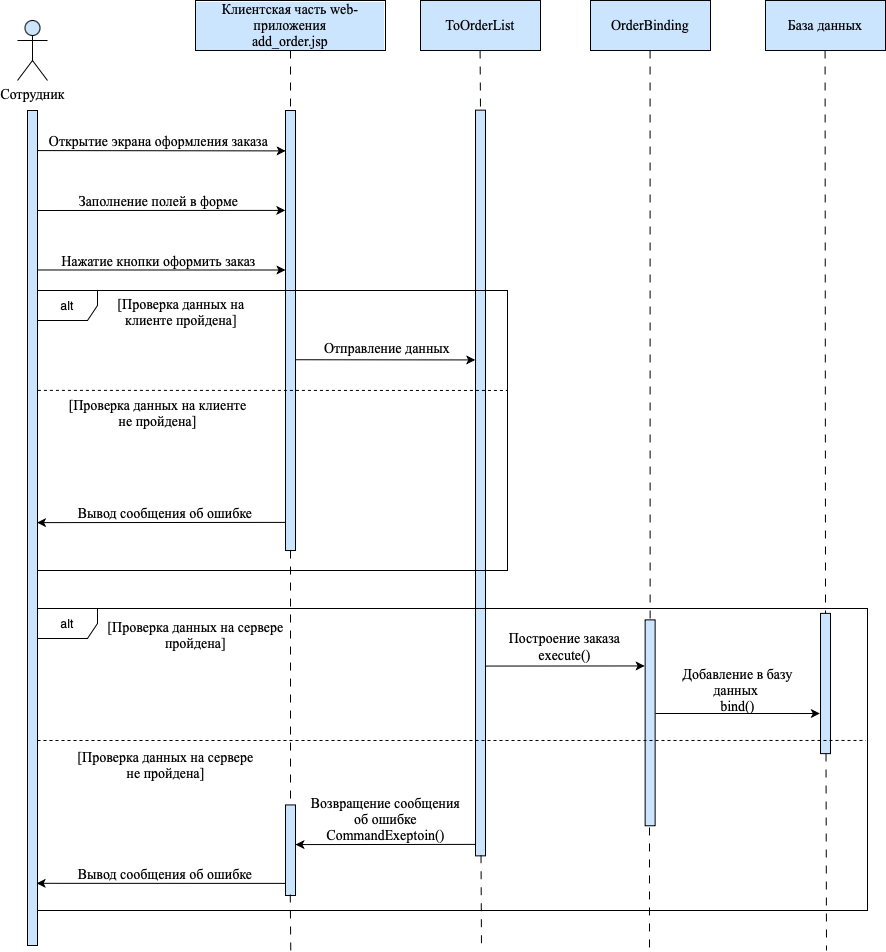 Клиентская часть web-
приложения
add_order.jsp
ToOrderList
OrderBinding
База данных
Сотрудник
Открытие экрана оформления заказа
Заполнение полей в форме
Нажатие кнопки оформить заказ
alt
[Проверка данных на
клиенте пройдена]
Отправление данных
[Проверка данных на клиенте
не пройдена]
Вывод сообщения об ошибке
alt
[Проверка данных на сервере
пройдена]
Построение заказа
execute()
Добавление в базу
данных
bind()
[Проверка данных на сервере
не пройдена]
Возвращение сообщения
об ошибке
CommandExeptoin()
Вывод сообщения об ошибке